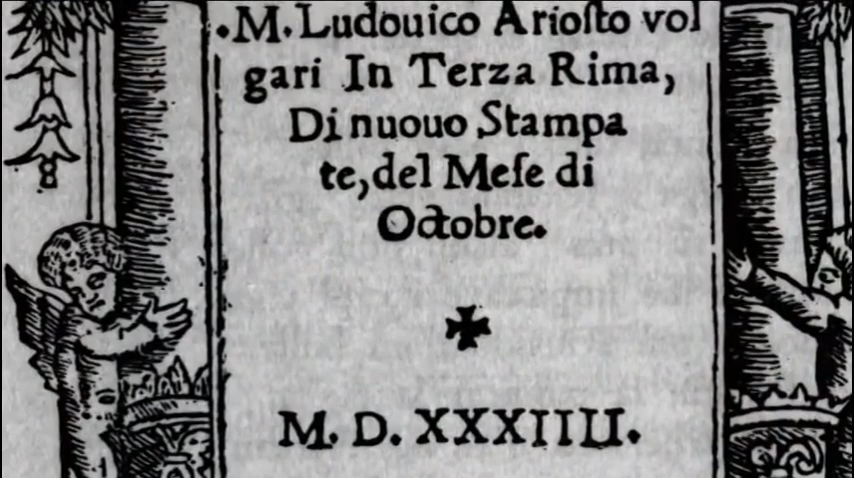 .M. Ludouico Arioſto vol
gari In Terza Rima,
Di nuouo Stampa
te, del Meſe di
Octobre.
M. D. XXXIIII.